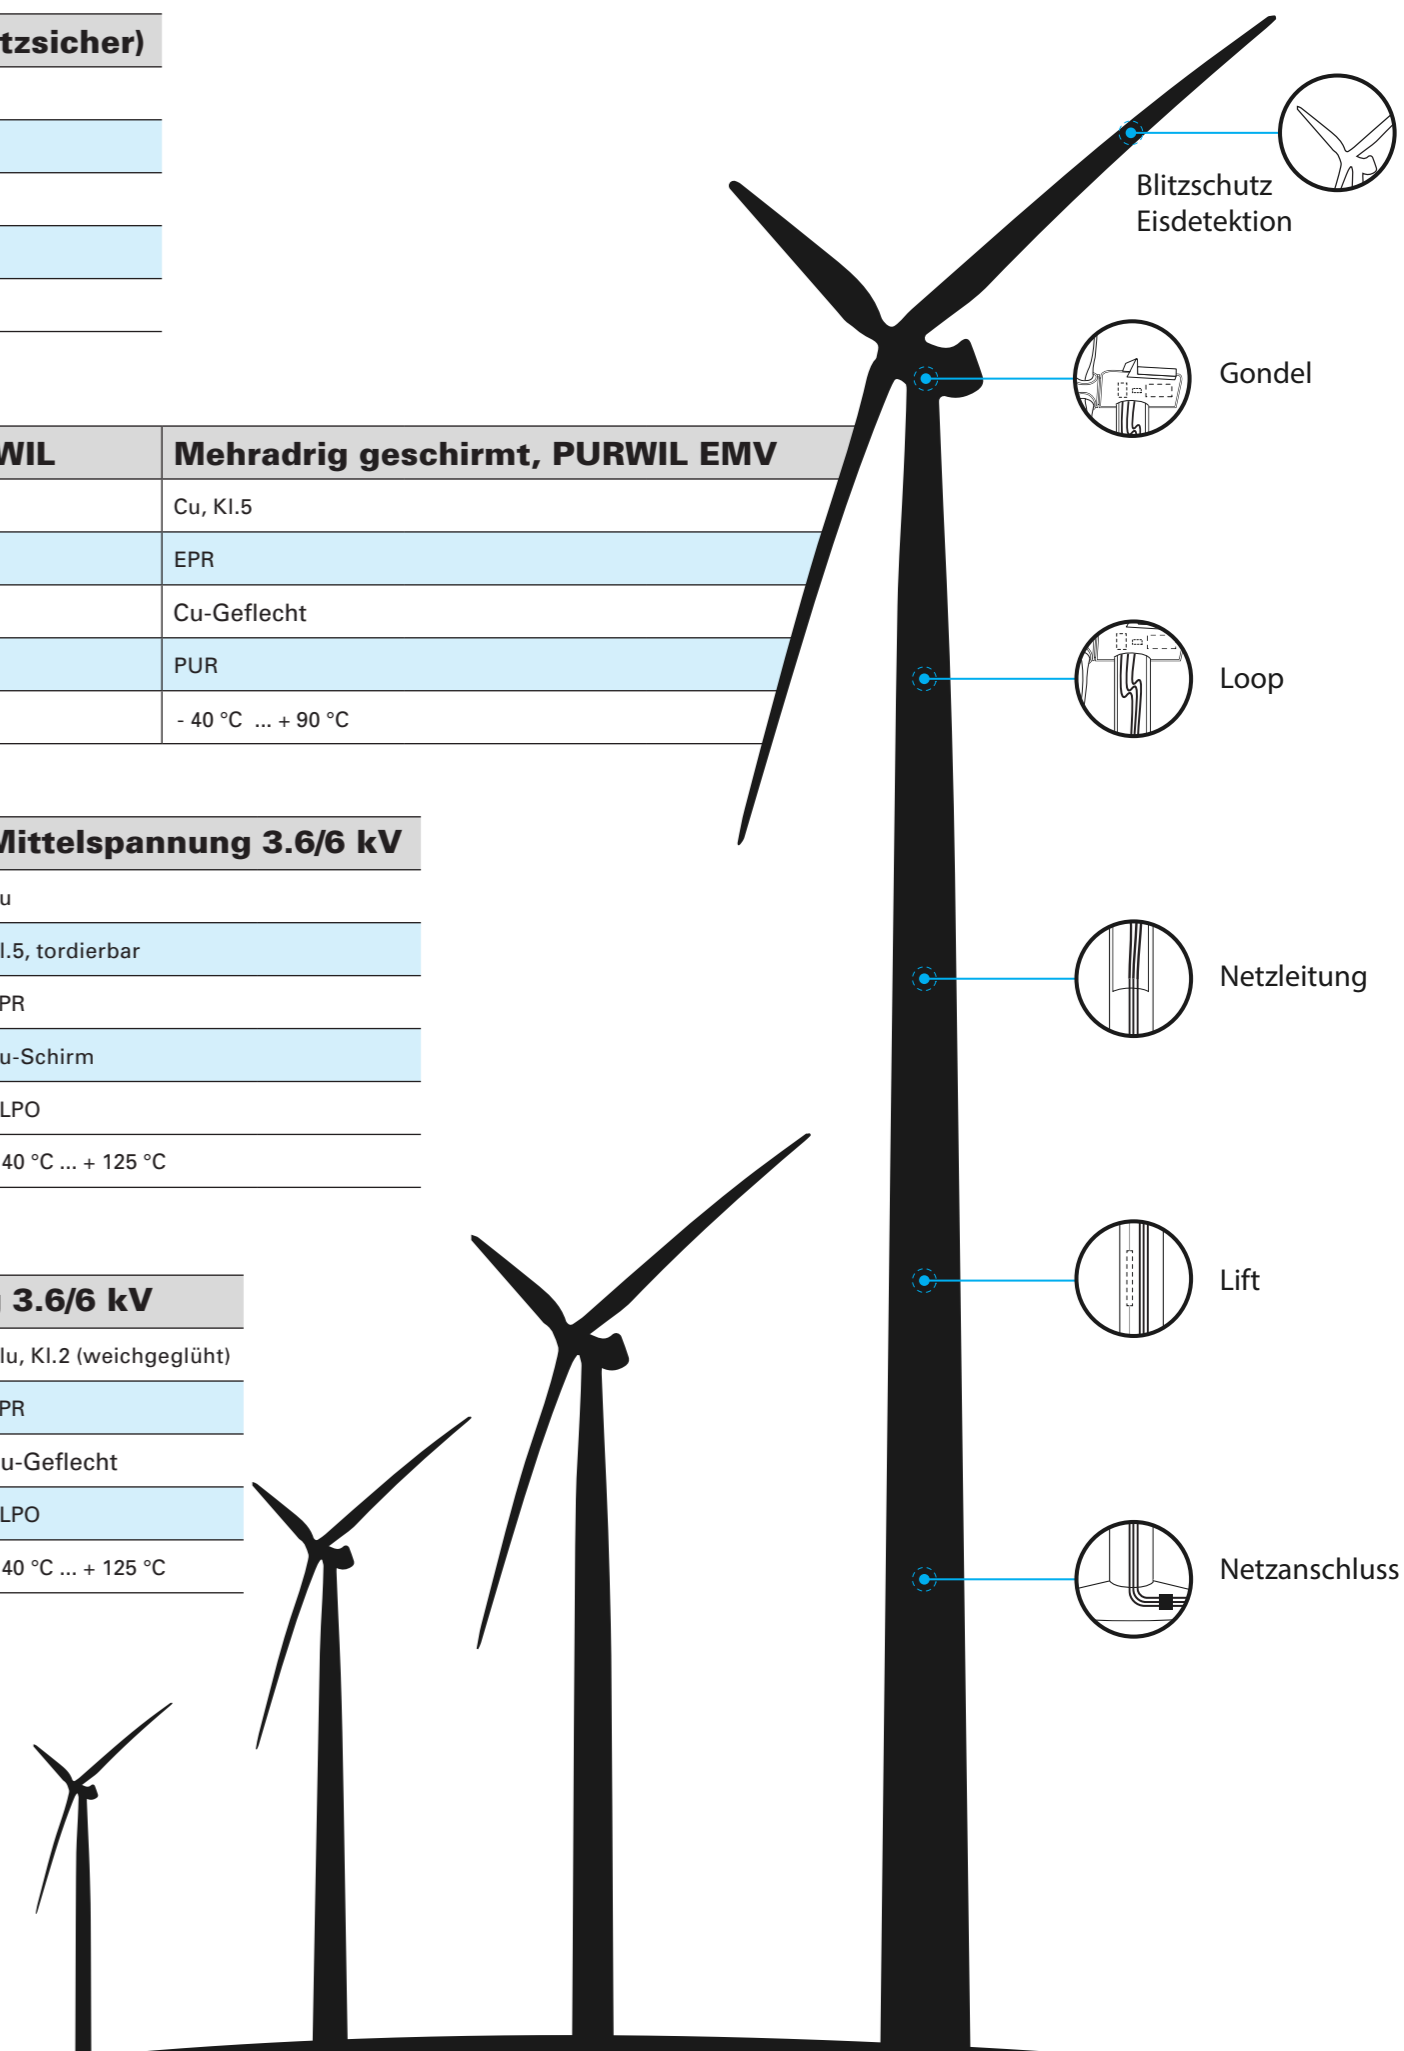 tzsicher)
Blitzschutz
Eisdetektion
Gondel
WIL Mehradrig geschirmt, PURWIL EMV
Cu, Kl.5
EPR
Cu-Geflecht
PUR
- 40 °C ... + 90 °C
Loop
Mittelspannung 3.6/6 kV
u
l.5, tordierbar
PR
u-Schirm
LPO
40 °C ... + 125 °C
Netzleitung
Lift
3.6/6 kV
lu, Kl.2 (weichgeglüht)
PR
u-Geflecht
LPO
40 °C ... + 125 °C
Netzanschluss